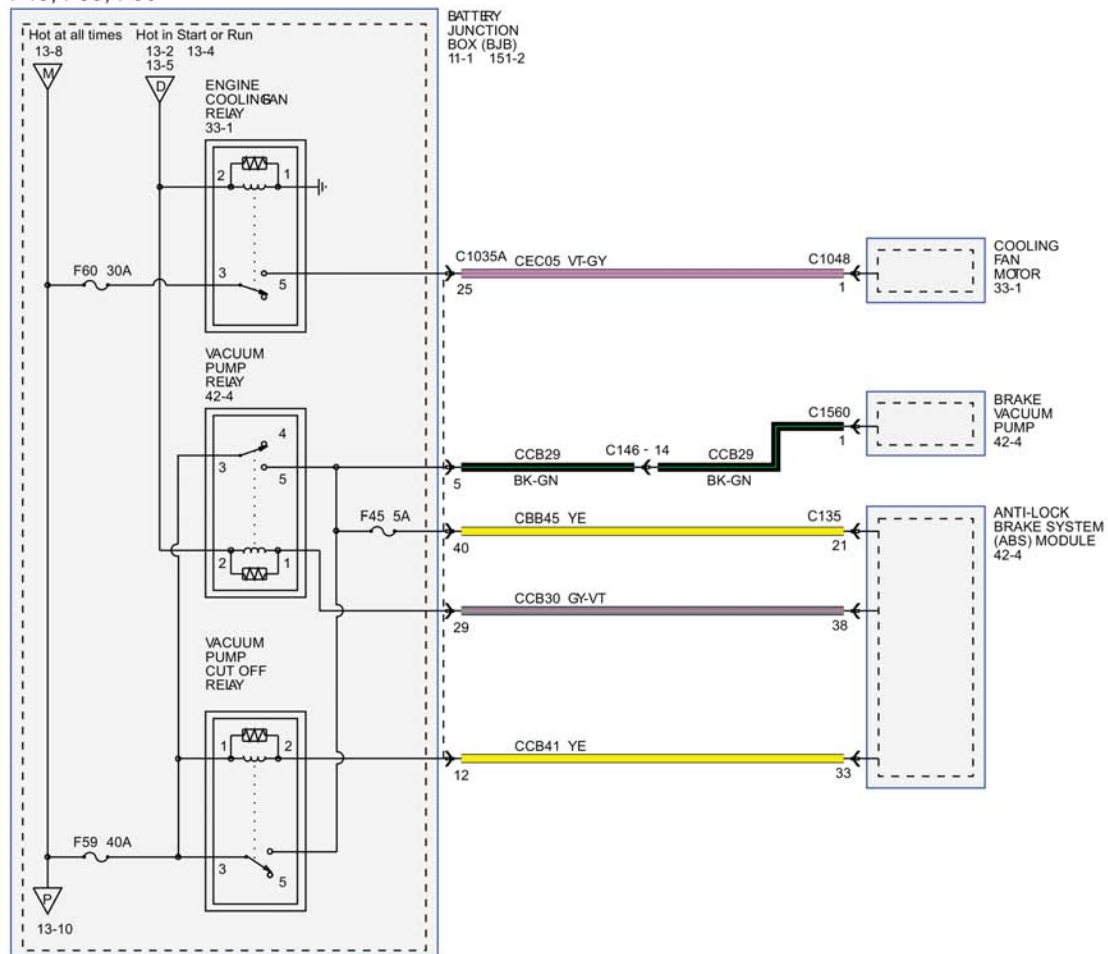 Hot at all times
13-8
Hot in Start or Run
13-2 13-4
13-5
M
D
BATTERY
JUNCTION
BOX (BJB)
11-1 151-2
ENGINE
COOLINGFAN
RELAY
33-1
2 1
F60 30A
3 5
C1035A
CEC05 VT-GY
C1048
25
1
COOLING
FAN
MOTOR
33-1
VACUUM
PUMP
RELAY
42-4
4
3 5
CCB29
BK-GN
5
C146 - 14
CCB29
BK-GN
C1560
1
BRAKE
VACUUM
PUMP
42-4
F45 5A
CBB45 YE
C135
40
21
ANTI-LOCK
BRAKE SYSTEM
(ABS) MODULE
42-4
2 1
CCB30 GY-VT
29
38
VACUUM
PUMP
CUT OFF
RELAY
1 2
CCB41 YE
12
33
F59 40A
3 5
P
13-10